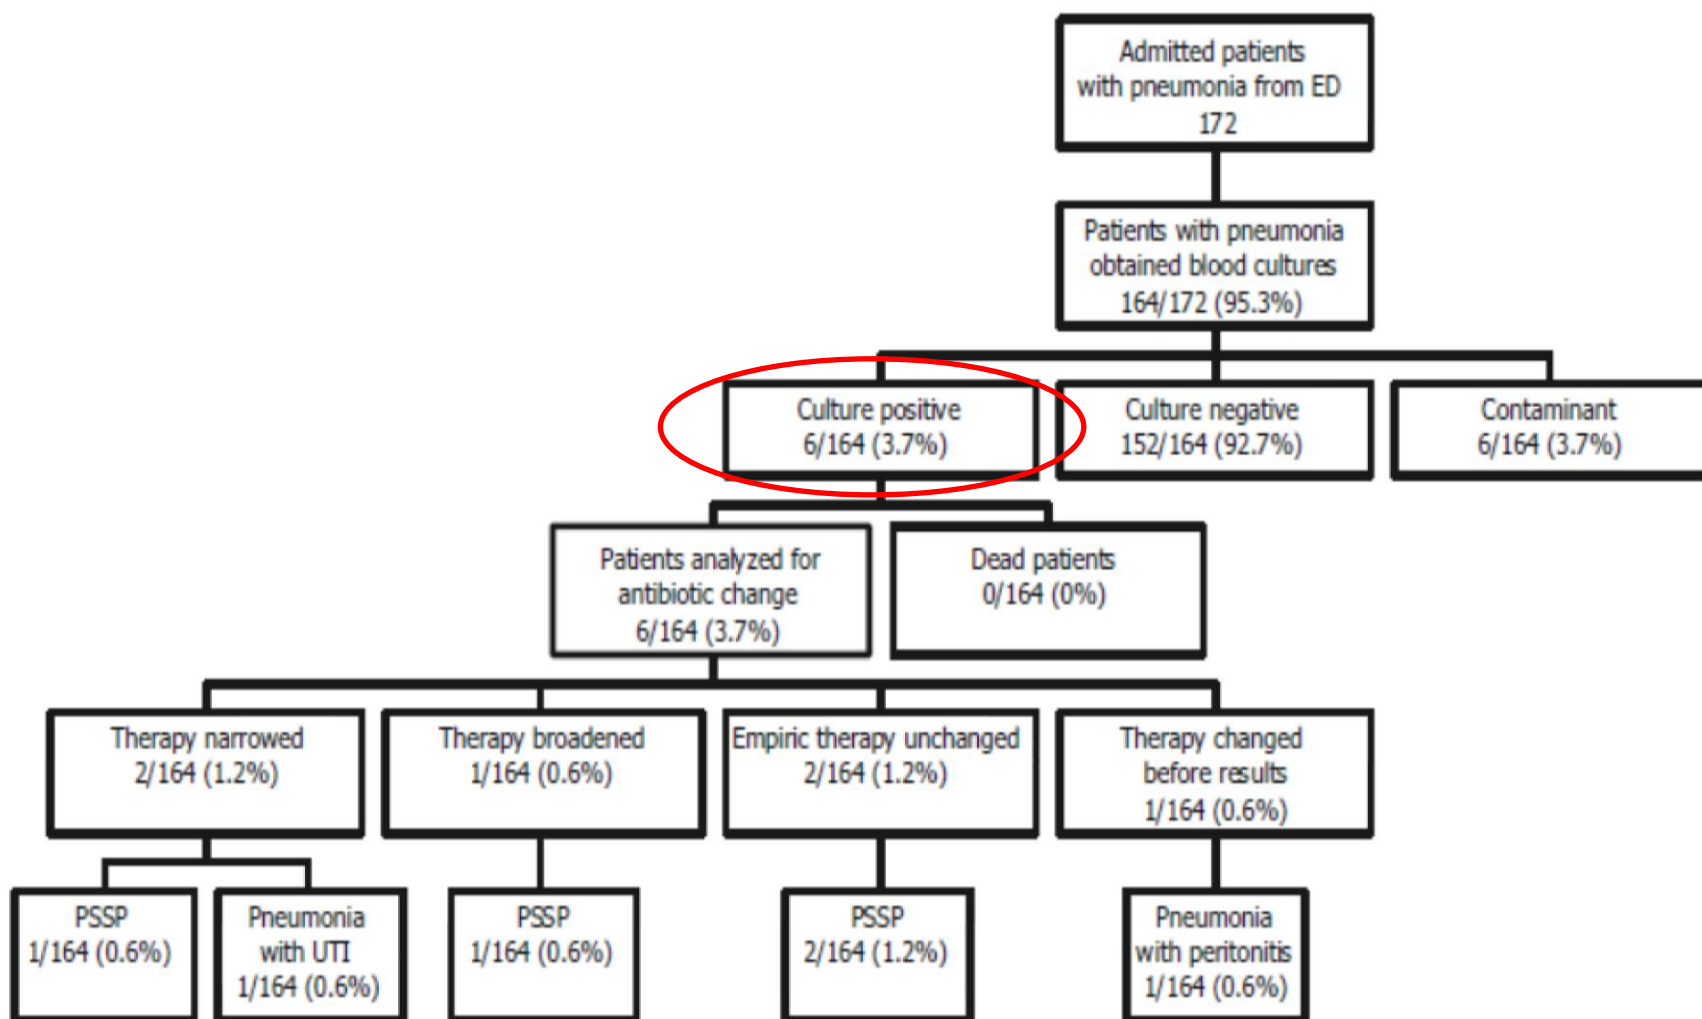 Admitted patients
with pneumonia from ED
172
Patients with pneumonia
obtained blood cultures
164/172 (95.3%)
Culture positive
6/164 (3.7%)
Culture negative
152/164 (92.7%)
Contaminant
6/164 (3.7%)
Patients analyzed for
antibiotic change
6/164 (3.7%)
Dead patients
0/164 (0%)
Therapy narrowed
2/164 (1.2%)
Therapy broadened
1/164 (0.6%)
Empiric therapy unchanged
2/164 (1.2%)
Therapy changed
before results
1/164 (0.6%)
PSSP
1/164 (0.6%)
Pneumonia
with UTI
1/164 (0.6%)
PSSP
1/164 (0.6%)
PSSP
2/164 (1.2%)
Pneumonia
with peritonitis
1/164 (0.6%)